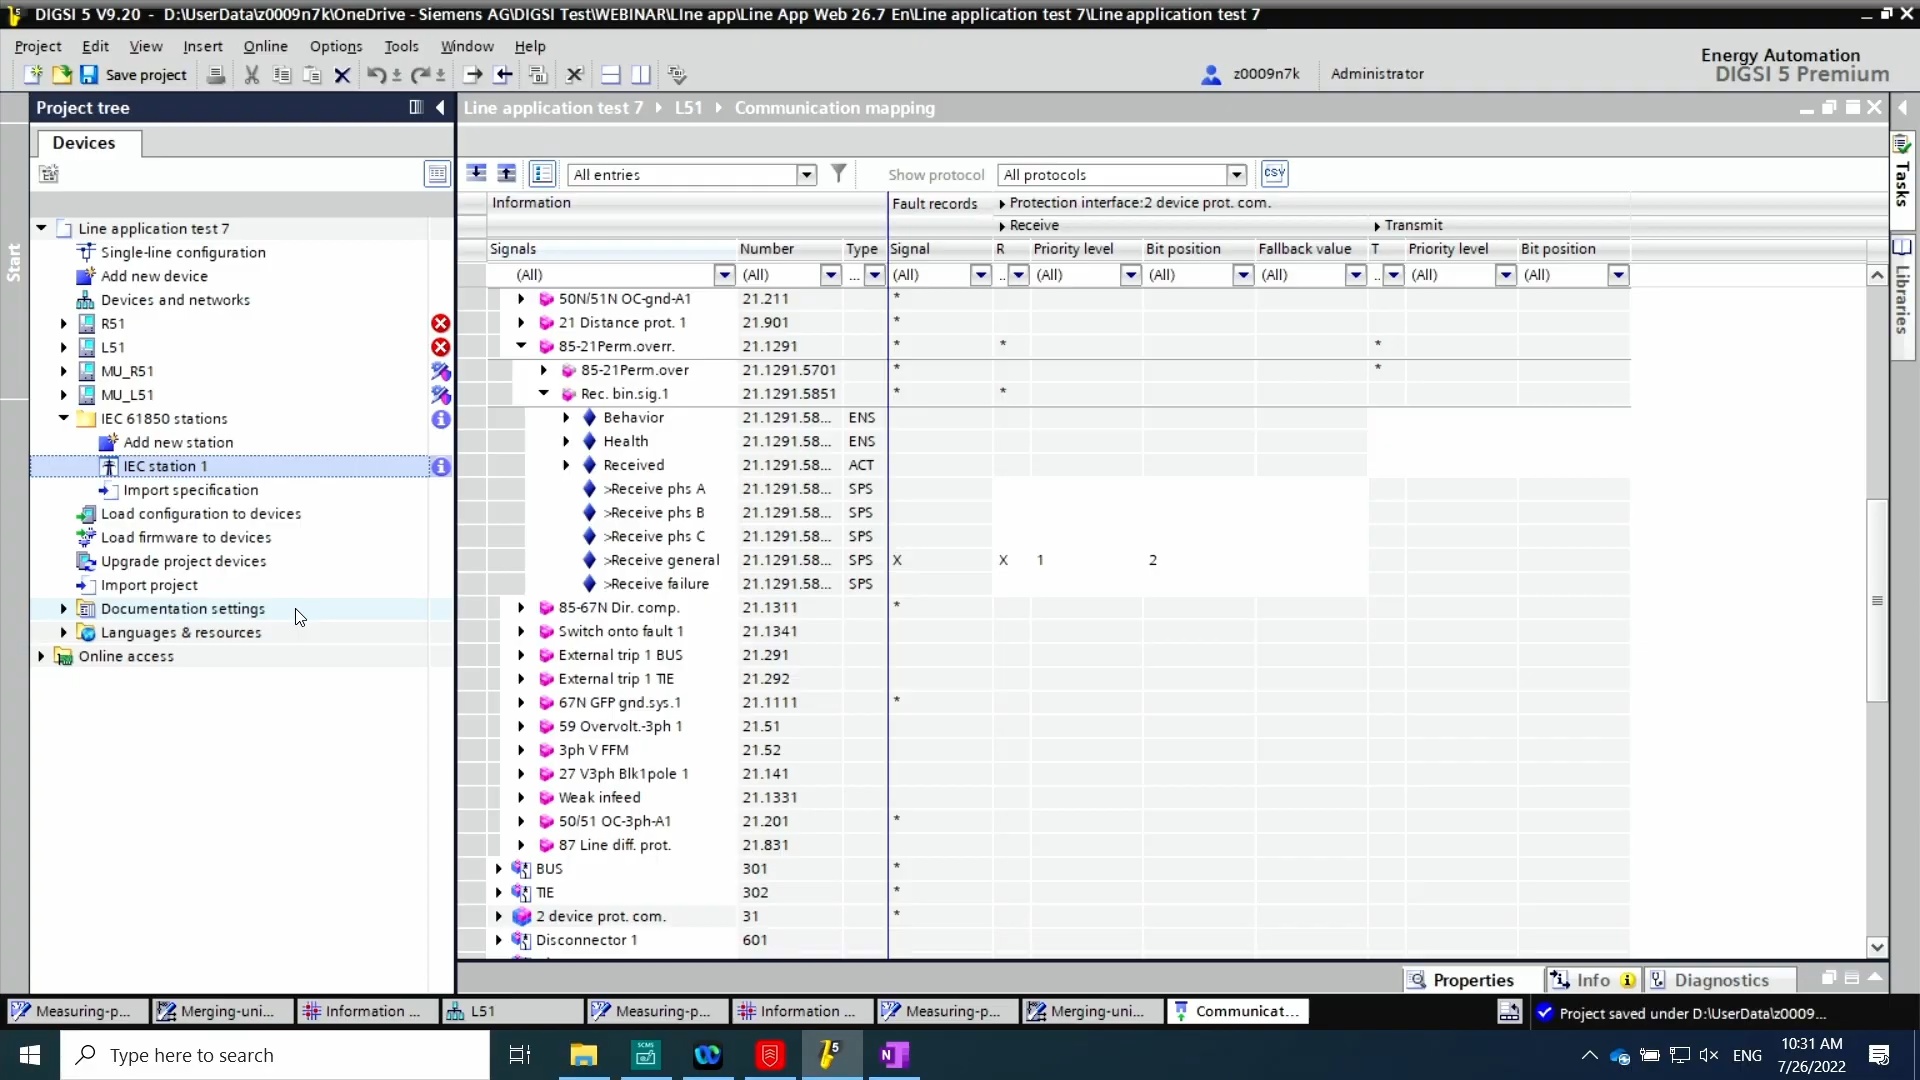 DIGSI 5 V9.20 - D:\UserData\z0009n7k\OneDrive - Siemens AG\DIGSI Test\WEBINAR\LIne app\Line App Web 26.7 En\Line application test 7\Line application test 7
Project Edit View Insert Online Options Tools Window Help
Save project
z0009n7k Administrator
Energy Automation
DIGSI 5 Premium
Project tree
Line application test 7 L51 Communication mapping
Devices
All entries Show protocol All protocols CSV
Start
Tasks
Libraries
Information Fault records Protection interface:2 device prot. com.
Receive Transmit
Signals Number Type Signal R Priority level Bit position Fallback value T Priority level Bit position
(All) (All) ... (All) .. (All) (All) (All) .. (All) (All)
Line application test 7
Single-line configuration
Add new device
Devices and networks
R51
L51
MU_R51
MU_L51
IEC 61850 stations
Add new station
IEC station 1
Import specification
Load configuration to devices
Load firmware to devices
Upgrade project devices
Import project
Documentation settings
Languages & resources
Online access
50N/51N OC-gnd-A1 21.211 *
21 Distance prot. 1 21.901 *
85-21Perm.overr. 21.1291 * * *
85-21Perm.over 21.1291.5701 * *
Rec. bin.sig.1 21.1291.5851 * *
Behavior 21.1291.58... ENS
Health 21.1291.58... ENS
Received 21.1291.58... ACT
>Receive phs A 21.1291.58... SPS
>Receive phs B 21.1291.58... SPS
>Receive phs C 21.1291.58... SPS
>Receive general 21.1291.58... SPS X X 1 2
>Receive failure 21.1291.58... SPS
85-67N Dir. comp. 21.1311 *
Switch onto fault 1 21.1341
External trip 1 BUS 21.291
External trip 1 TIE 21.292
67N GFP gnd.sys.1 21.1111 *
59 Overvolt.-3ph 1 21.51
3ph V FFM 21.52
27 V3ph Blk1pole 1 21.141
Weak infeed 21.1331
50/51 OC-3ph-A1 21.201 *
87 Line diff. prot. 21.831
BUS 301 *
TIE 302 *
2 device prot. com. 31 *
Disconnector 1 601
Properties Info Diagnostics
Measuring-p... Merging-uni... Information ... L51 Measuring-p... Information ... Measuring-p... Merging-uni... Communicat...
Project saved under D:\UserData\z0009...
Type here to search
SCMS
ENG
10:31 AM
7/26/2022